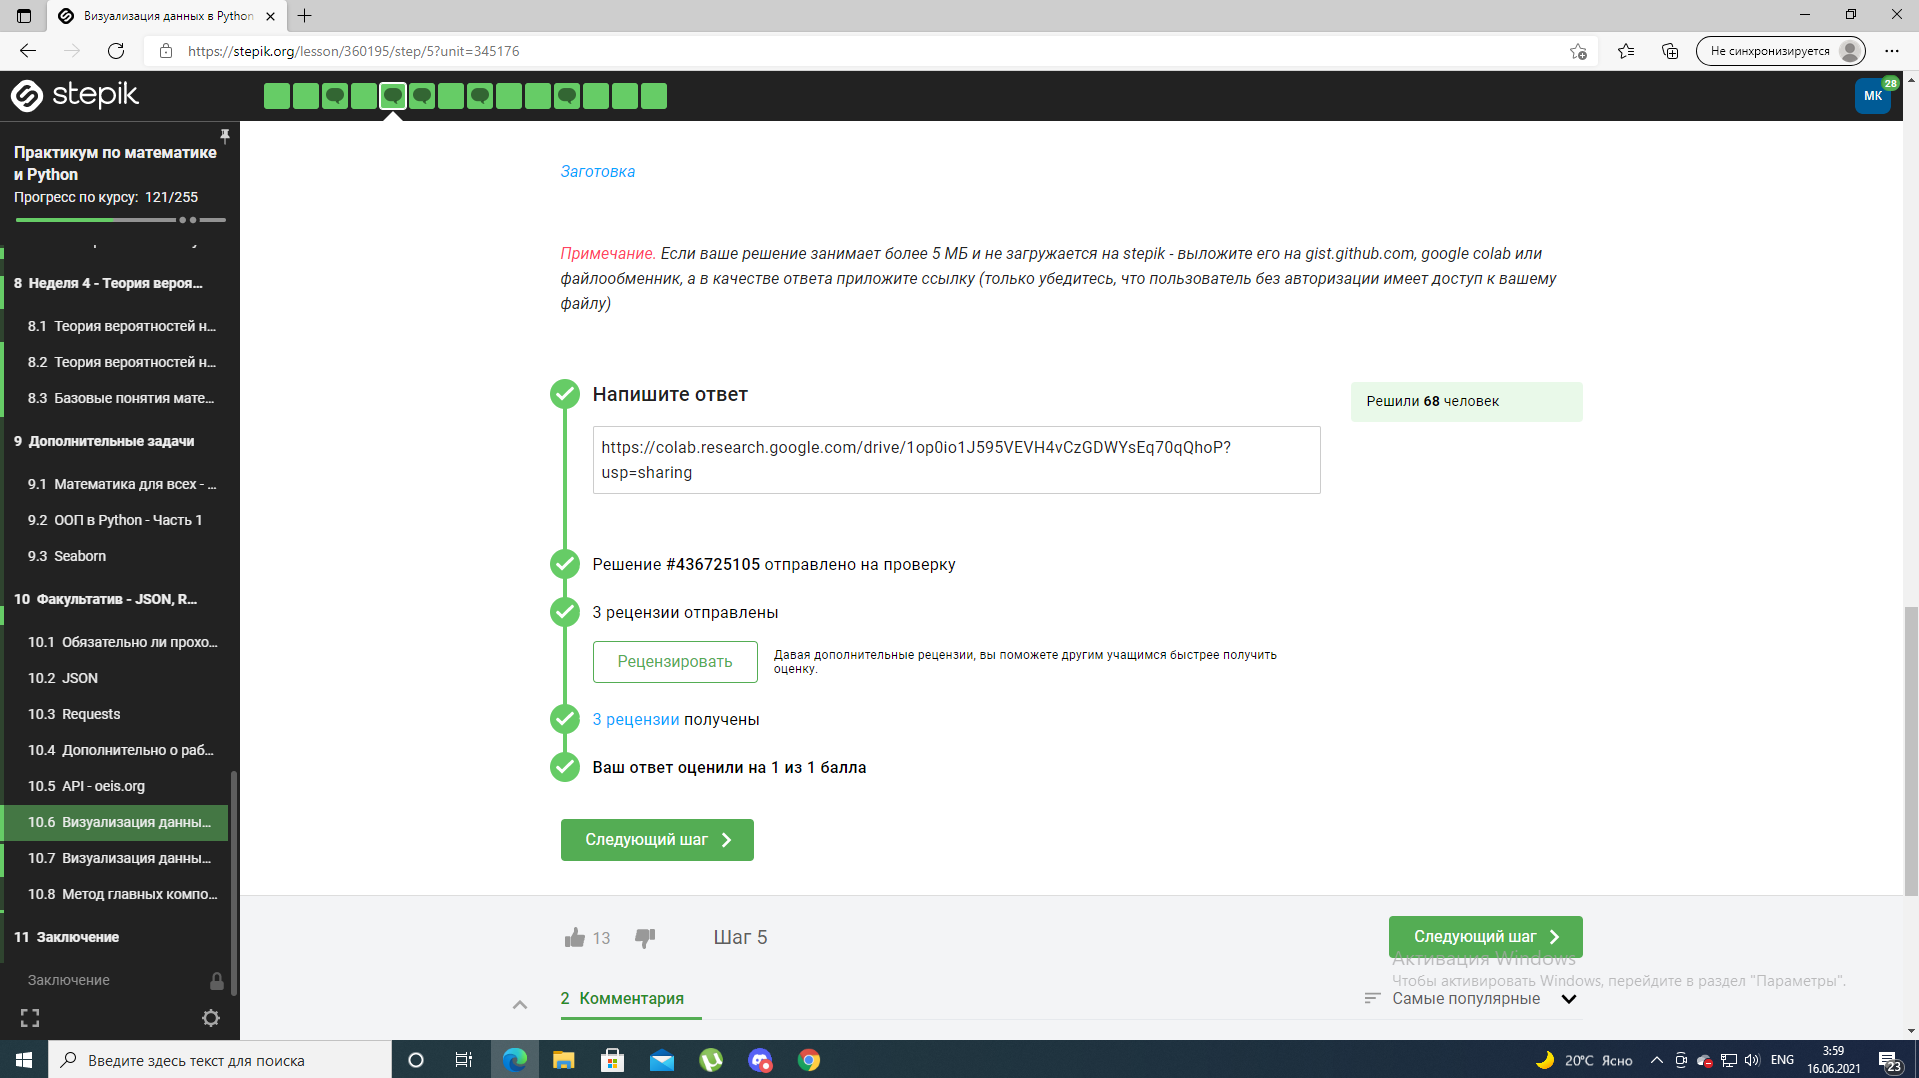 Визуализация данных в Python
https://stepik.org/lesson/360195/step/5?unit=345176
Не синхронизируется
stepik
МК
28
Практикум по математике
и Python
Прогресс по курсу: 121/255
8 Неделя 4 - Теория вероя...
8.1 Теория вероятностей н...
8.2 Теория вероятностей н...
8.3 Базовые понятия мате...
9 Дополнительные задачи
9.1 Математика для всех - ...
9.2 ООП в Python - Часть 1
9.3 Seaborn
10 Факультатив - JSON, R...
10.1 Обязательно ли прохо...
10.2 JSON
10.3 Requests
10.4 Дополнительно о раб...
10.5 API - oeis.org
10.6 Визуализация данны...
10.7 Визуализация данны...
10.8 Метод главных компо...
11 Заключение
Заключение
Заготовка
Примечание. Если ваше решение занимает более 5 МБ и не загружается на stepik - выложите его на gist.github.com, google colab или
файлообменник, а в качестве ответа приложите ссылку (только убедитесь, что пользователь без авторизации имеет доступ к вашему
файлу)
Напишите ответ
Решили 68 человек
https://colab.research.google.com/drive/1op0io1J595VEVH4vCzGDWYsEq70qQhoP?
usp=sharing
Решение #436725105 отправлено на проверку
3 рецензии отправлены
Рецензировать
Давая дополнительные рецензии, вы поможете другим учащимся быстрее получить
оценку.
3 рецензии получены
Ваш ответ оценили на 1 из 1 балла
Следующий шаг
13
Шаг 5
Следующий шаг
Активация Windows
Чтобы активировать Windows, перейдите в раздел "Параметры".
2 Комментария
Самые популярные
Введите здесь текст для поиска
20°C Ясно
ENG
3:59
16.06.2021
23